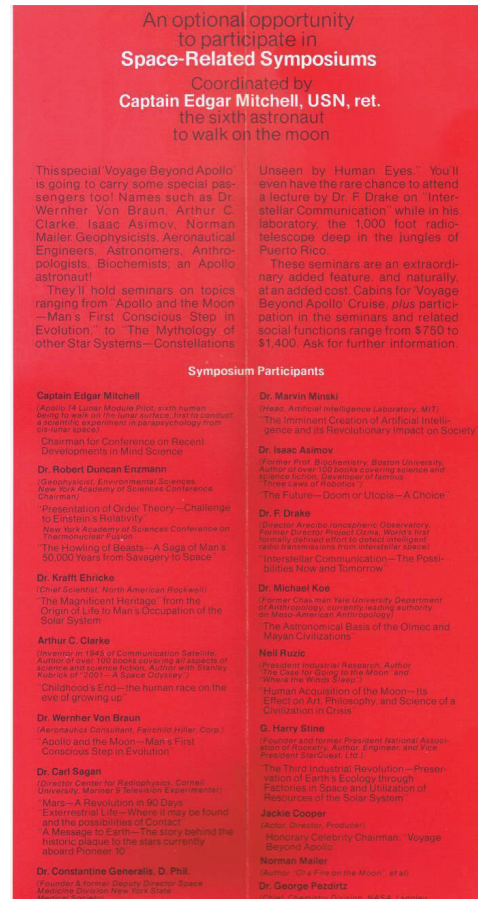 An optional opportunity
to participate in
Space-Related Symposiums
Coordinated by
Captain Edgar Mitchell, USN, ret.
the sixth astronaut
to walk on the moon
This special 'Voyage Beyond Apollo'
is going to carry some special pas-
sengers too! Names such as Dr.
Wernher Von Braun, Arthur C.
Clarke, Isaac Asimov, Norman
Mailer. Geophysicists, Aeronautical
Engineers, Astronomers, Anthro-
pologists, Biochemists; an Apollo
astronaut!
They'll hold seminars on topics
ranging from "Apollo and the Moon
—Man's First Conscious Step in
Evolution," to "The Mythology of
other Star Systems—Constellations
Unseen by Human Eyes." You'll
even have the rare chance to attend
a lecture by Dr. F. Drake on "Inter-
stellar Communication" while in his
laboratory, the 1,000 foot radio-
telescope deep in the jungles of
Puerto Rico.
These seminars are an extraordi-
nary added feature, and naturally,
at an added cost. Cabins for 'Voyage
Beyond Apollo' Cruise, plus partici-
pation in the seminars and related
social functions range from $750 to
$1,400. Ask for further information.
Symposium Participants
Captain Edgar Mitchell
(Apollo 14 Lunar Module Pilot; sixth human
being to walk on the lunar surface; first to conduct
a scientific experiment in parapsychology from
cis-lunar space)
Chairman for Conference on Recent
Developments in Mind Science
Dr. Robert Duncan Enzmann
(Geophysicist, Environmental Sciences,
New York Academy of Sciences Conference
Chairman)
"Presentation of Order Theory—Challenge
to Einstein's Relativity"
New York Academy of Sciences Conference on
Thermonuclear Fusion
"The Howling of Beasts—A Saga of Man's
50,000 Years from Savagery to Space"
Dr. Krafft Ehricke
(Chief Scientist, North American Rockwell)
"The Magnificent Heritage" from the
Origin of Life to Man's Occupation of the
Solar System
Arthur C. Clarke
(Inventor in 1945 of Communication Satellite,
Author of over 100 books covering all aspects of
science and science fiction, Author with Stanley
Kubrick of "2001—A Space Odyssey")
"Childhood's End—the human race on the
eve of growing up"
Dr. Wernher Von Braun
(Aeronautics Consultant, Fairchild Hiller, Corp.)
"Apollo and the Moon—Man's First
Conscious Step in Evolution"
Dr. Carl Sagan
(Director Center for Radiophysics, Cornell
University; Mariner 9 Television Experimenter)
"Mars—A Revolution in 90 Days
Exterrestrial Life—Where it may be found
and the possibilities of Contact
A Message to Earth—The story behind the
historic plaque to the stars currently
aboard Pioneer 10"
Dr. Constantine Generalis, D. Phil.
(Founder & former Deputy Director Space
Medicine Division New York State
Medical Society)
Dr. Marvin Minski
(Head, Artificial Intelligence Laboratory, MIT)
"The Imminent Creation of Artificial Intelli-
gence and its Revolutionary Impact on Society
Dr. Isaac Asimov
(Former Prof. Biochemistry, Boston University,
Author of over 100 books covering science and
science fiction, Developer of famous
"Three Laws of Robotics")
"The Future—Doom or Utopia—A Choice"
Dr. F. Drake
(Director Arecibo Ionospheric Observatory,
Former Director Project Ozma, World's first
formally defined effort to detect intelligent
radio transmissions from interstellar space)
"Interstellar Communication—The Possi-
bilities Now and Tomorrow"
Dr. Michael Koe
(Former Chairman Yale University Department
of Anthropology, currently leading authority
on Meso-American Anthropology)
"The Astronomical Basis of the Olmec and
Mayan Civilizations"
Neil Ruzic
(President Industrial Research, Author
"The Case for Going to the Moon" and
"Where the Winds Sleep")
"Human Acquisition of the Moon—Its
Effect on Art, Philosophy, and Science of a
Civilization in Crisis"
G. Harry Stine
(Founder and former President National Associ-
ation of Rocketry, Author, Engineer, and Vice
President StarGuest, Ltd.)
"The Third Industrial Revolution—Preser-
vation of Earth's Ecology through
Factories in Space and Utilization of
Resources of the Solar System"
Jackie Cooper
(Actor, Director, Producer)
Honorary Celebrity Chairman, "Voyage
Beyond Apollo"
Norman Mailer
(Author, "Of a Fire on the Moon", et al)
Dr. George Pezdirtz
(Chief Chemistry Division, NASA, Langley